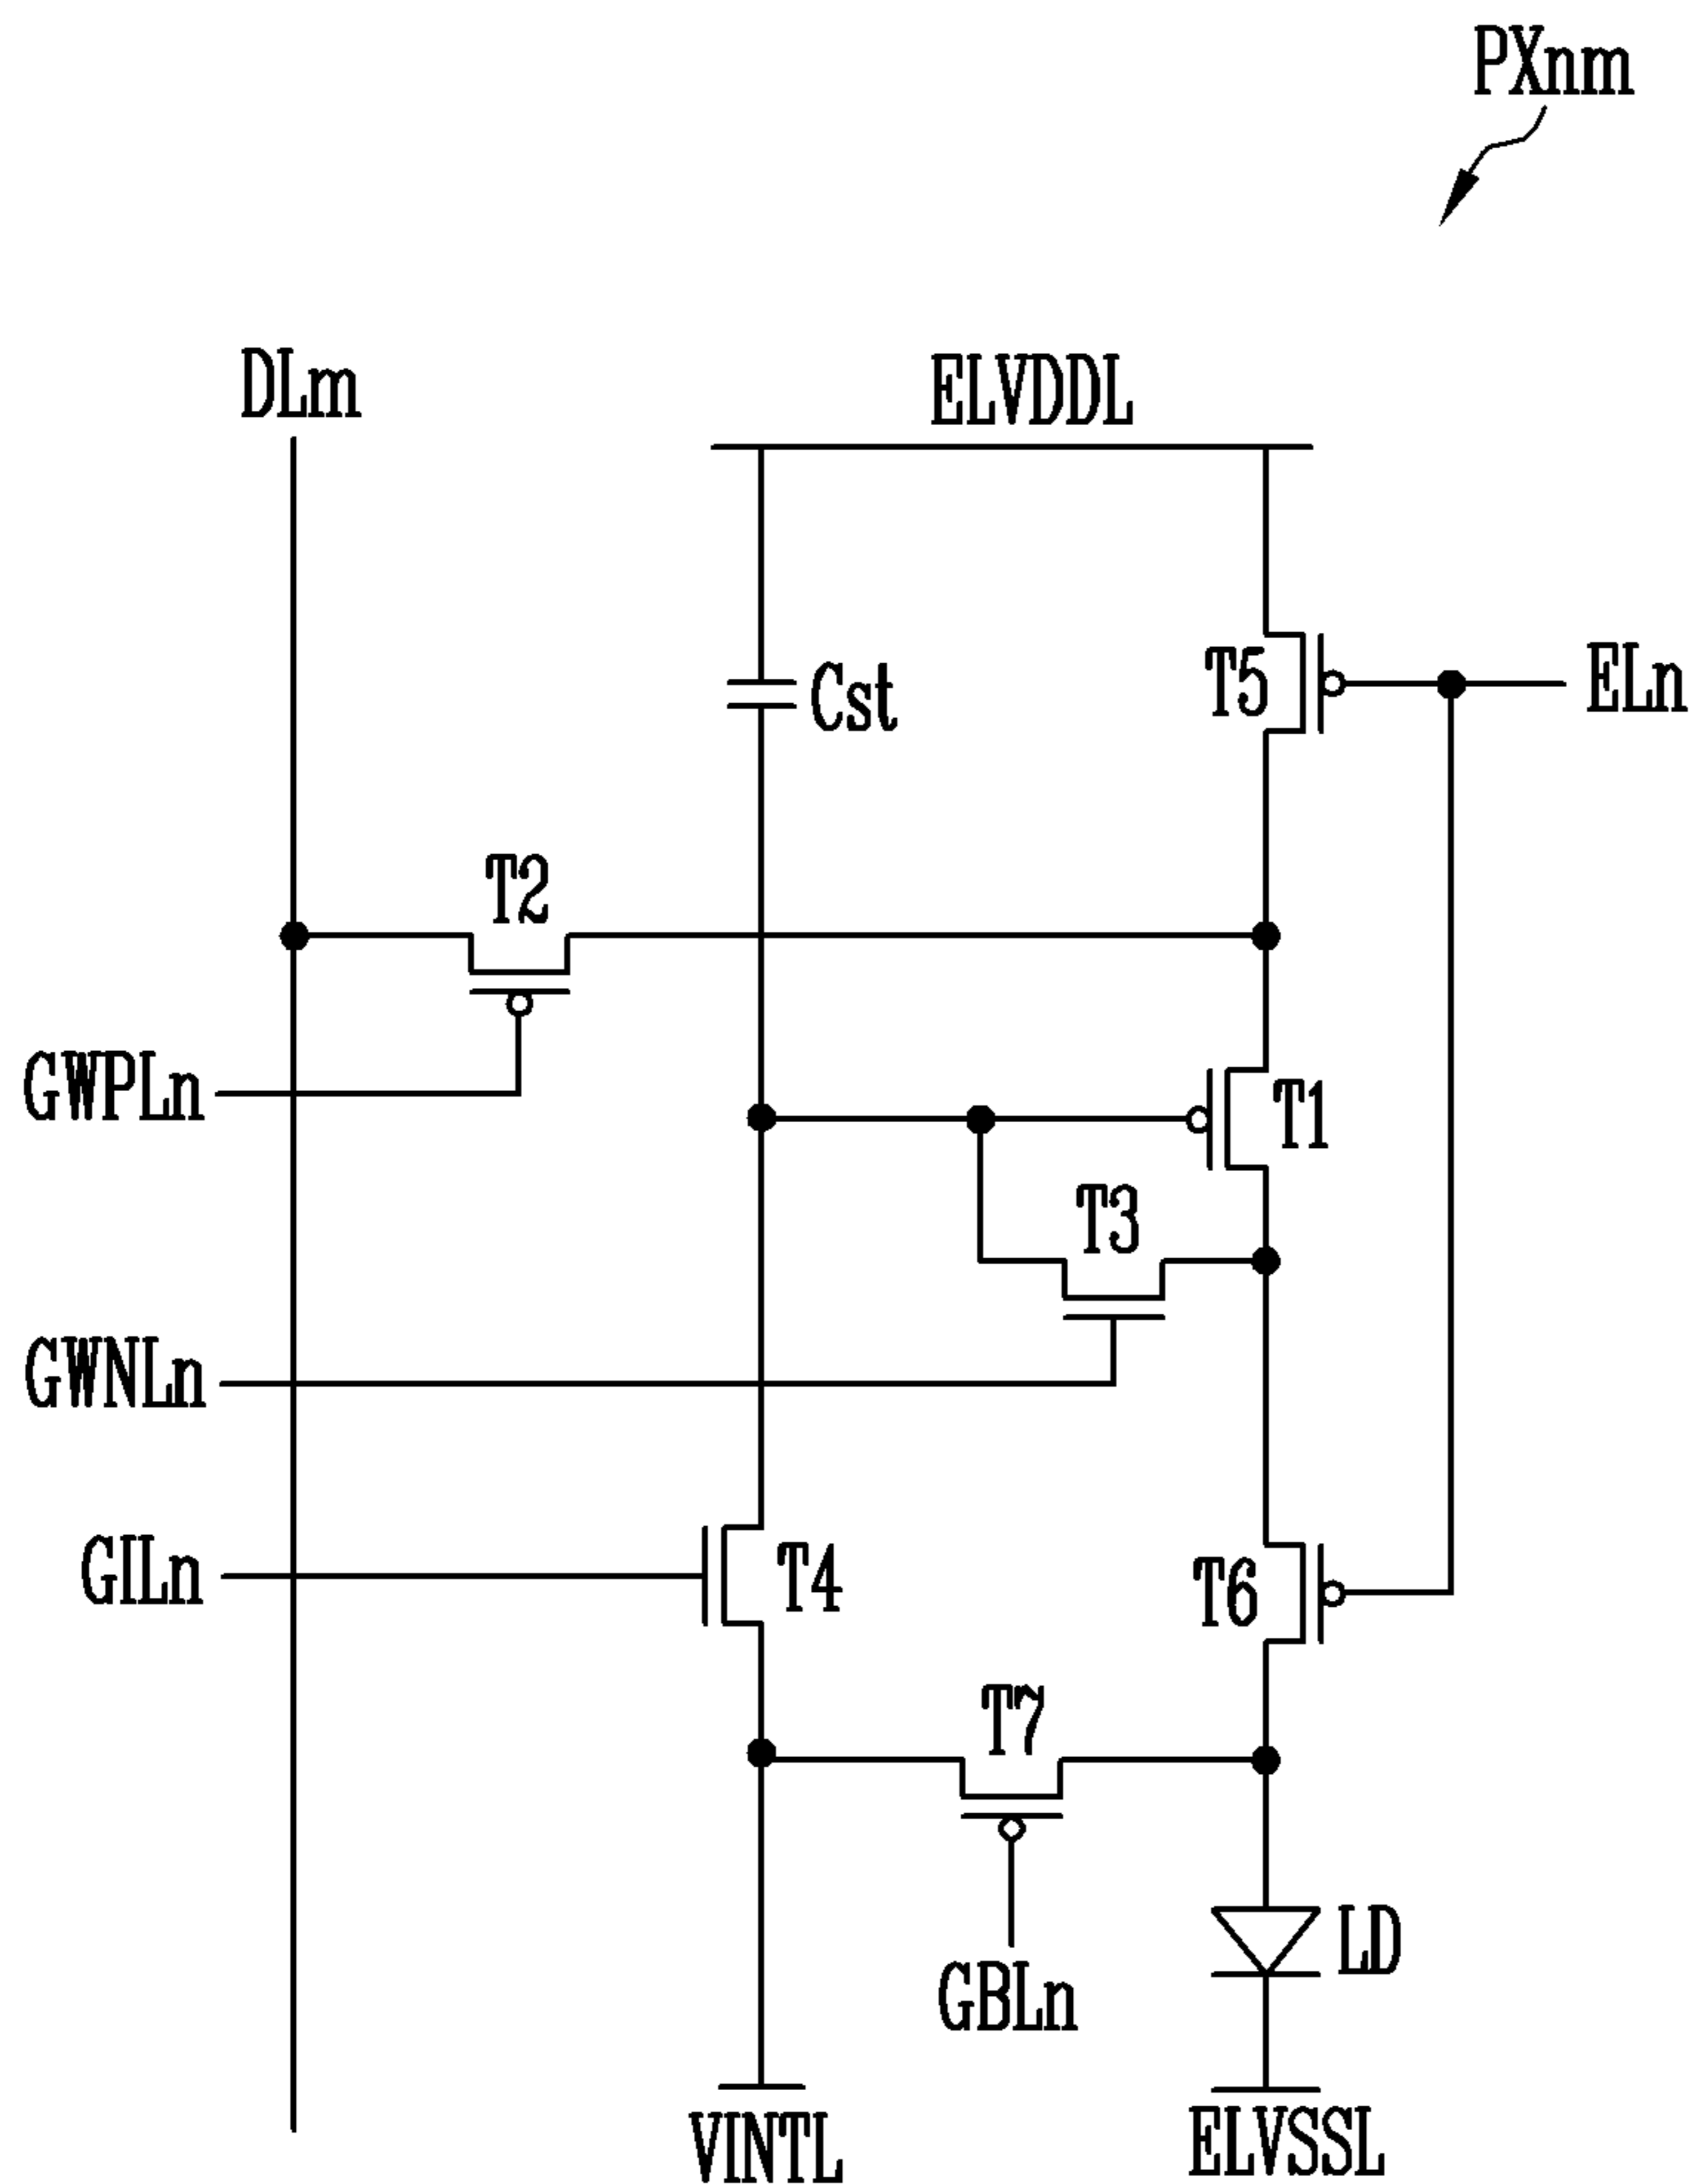 PXnm
DLm
ELVDDL
T5
ELn
Cst
T2
GWPLn
T1
T3
GWNLn
GILn
T4
T6
T7
LD
GBLn
VINTL
ELVSSL